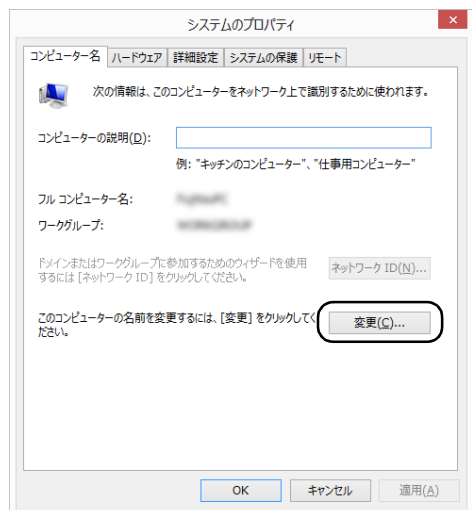 システムのプロパティ
コンピューター名 ハードウェア 詳細設定 システムの保護 リモート
次の情報は、このコンピューターをネットワーク上で識別するために使われます。
コンピューターの説明(D):
例: "キッチンのコンピューター"、"仕事用コンピューター"
フル コンピューター名:
ワークグループ:
ドメインまたはワークグループに参加するためのウィザードを使用
するには [ネットワーク ID] をクリックしてください。
ネットワーク ID(N)...
このコンピューターの名前を変更するには、[変更] をクリックしてく
ださい。
変更(C)...
OK キャンセル 適用(A)